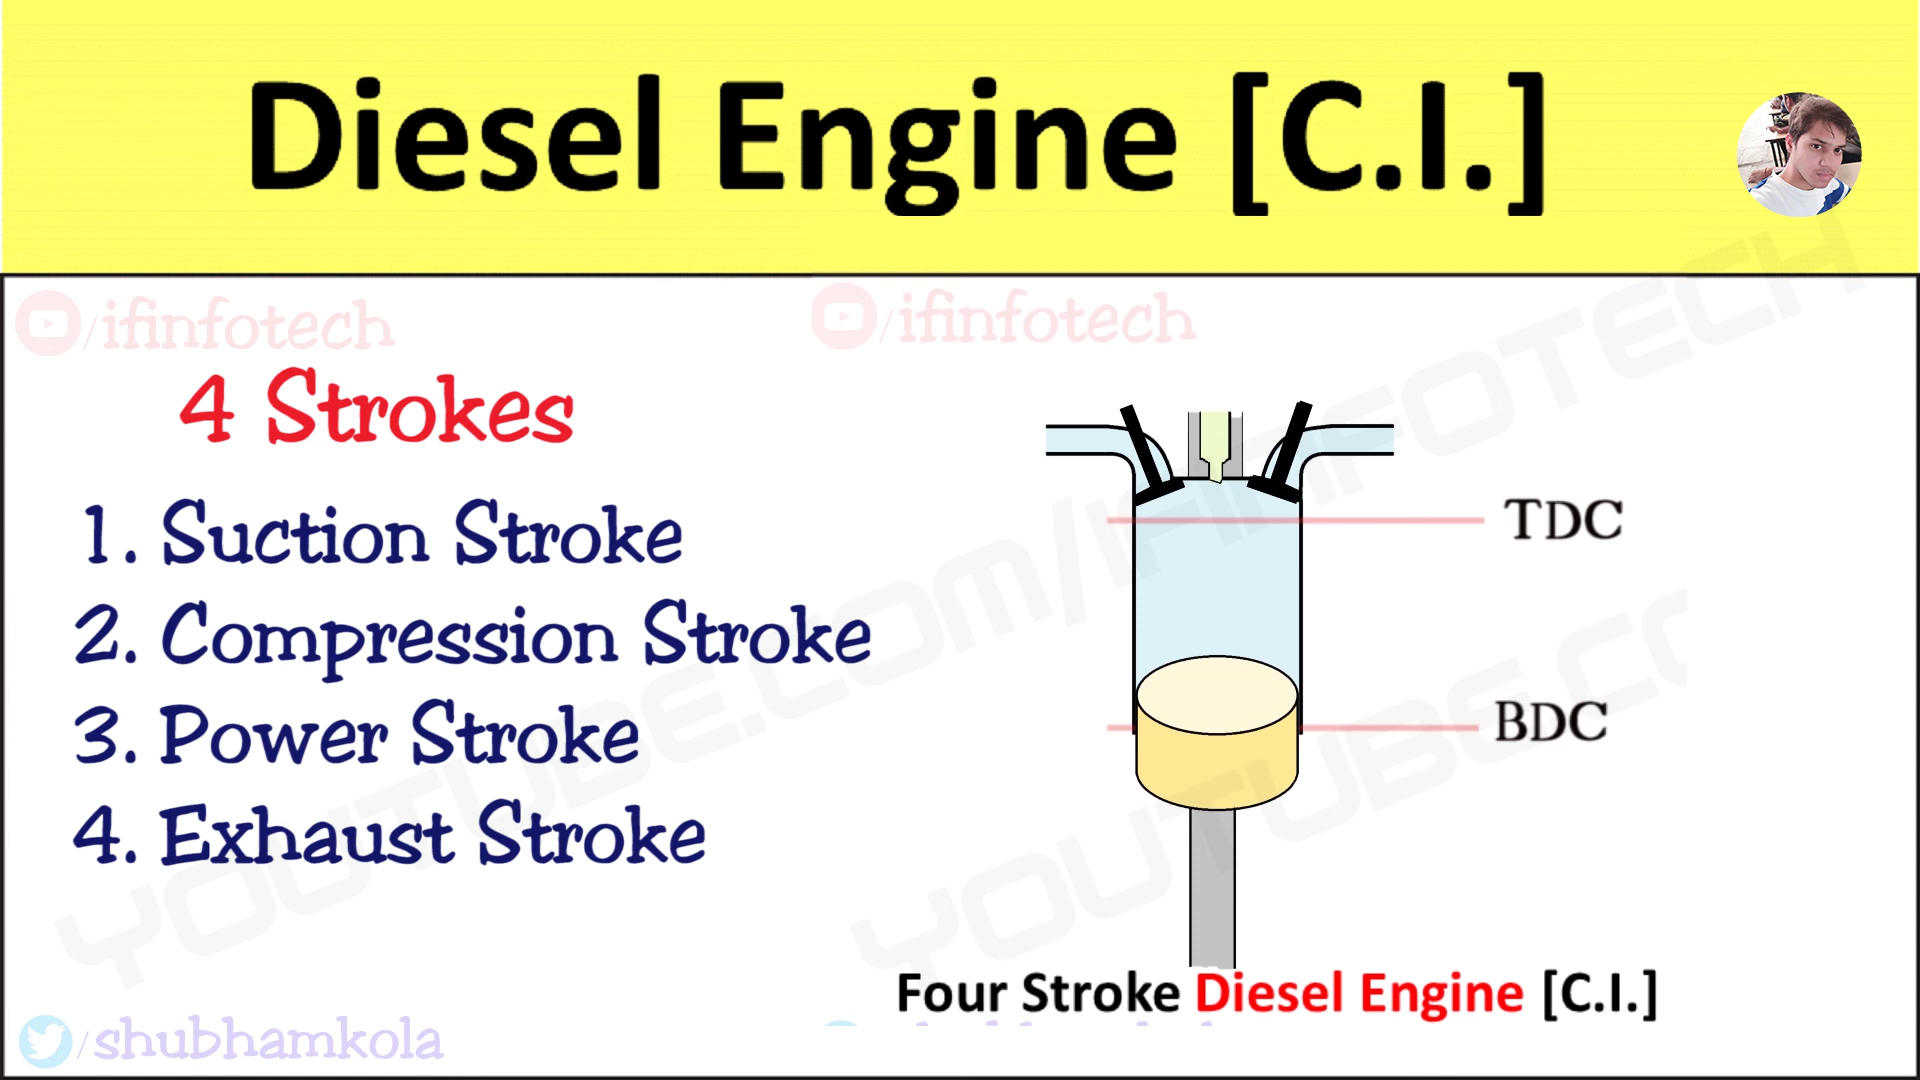 Diesel Engine [C.I.]
/ifinfotech
/ifinfotech
4 Strokes
1. Suction Stroke
2. Compression Stroke
3. Power Stroke
4. Exhaust Stroke
TDC
BDC
YOUTUBE.COM/IFINFOTECH
YOUTUBE.CO
Four Stroke Diesel Engine [C.I.]
/shubhamkola